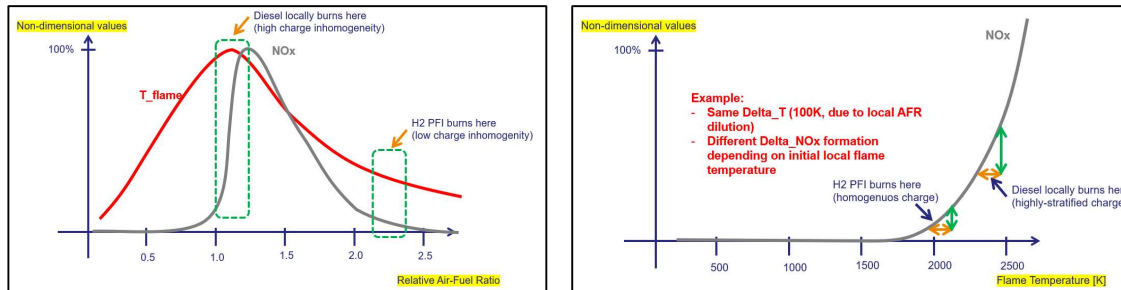 Non-dimensional values
Diesel locally burns here
(high charge inhomogeneity)
100%
NOx
T_flame
H2 PFI burns here
(low charge inhomogenity)
0.5
1.0
1.5
2.0
2.5
Relative Air-Fuel Ratio
Non-dimensional values
NOx
100%
Example:
- Same Delta_T (100K, due to local AFR
dilution)
- Different Delta_NOx formation
depending on initial local flame
temperature
H2 PFI burns here
(homogenuos charge)
Diesel locally burns here
(highly-stratified charge
500
1000
1500
2000
2500
Flame Temperature [K]